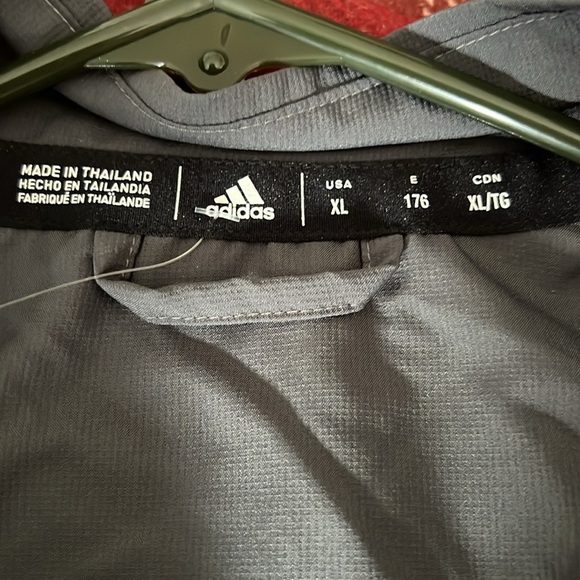 MADE IN THAILAND
HECHO EN TAILANDIA
FABRIQUÉ EN THAÏLANDE
adidas
USA
XL
E
176
CDN
XL/TG